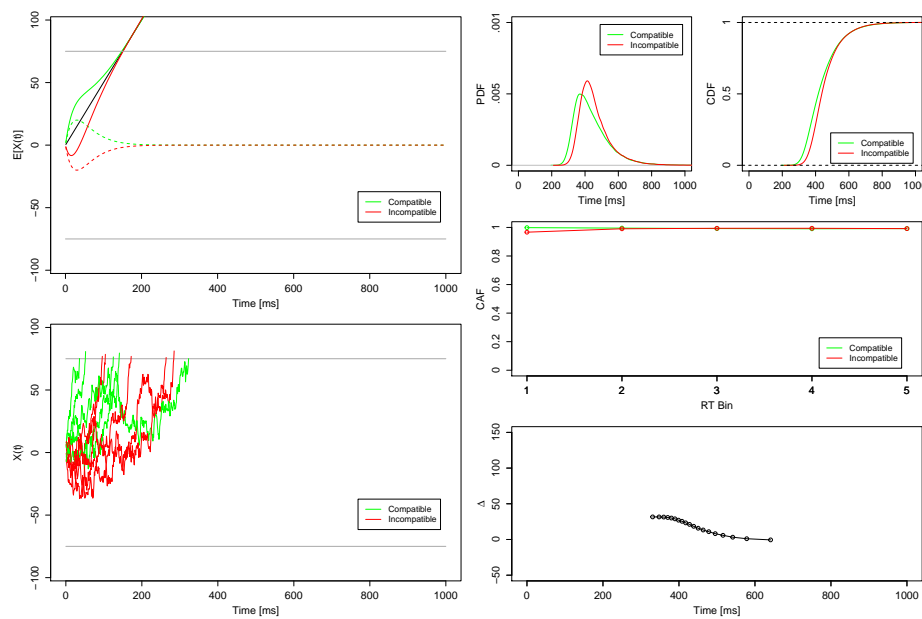 E[X(t)]
100
50
0
−50
−100
Compatible
Incompatible
0 200 400 600 800 1000
Time [ms]
X(t)
100
50
0
−50
−100
Compatible
Incompatible
0 200 400 600 800 1000
Time [ms]
PDF
.001
.005
0
Compatible
Incompatible
0 200 400 600 800 1000
Time [ms]
CDF
1
0.5
0
Compatible
Incompatible
0 200 400 600 800 1000
Time [ms]
CAF
1
0.8
0.6
0.4
0.2
0
Compatible
Incompatible
1 2 3 4 5
RT Bin
Δ
150
100
50
0
−50
0 200 400 600 800 1000
Time [ms]